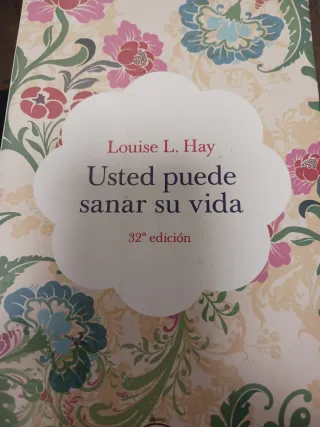 Louise L. Hay
Usted puede
sanar su vida
32ª edición